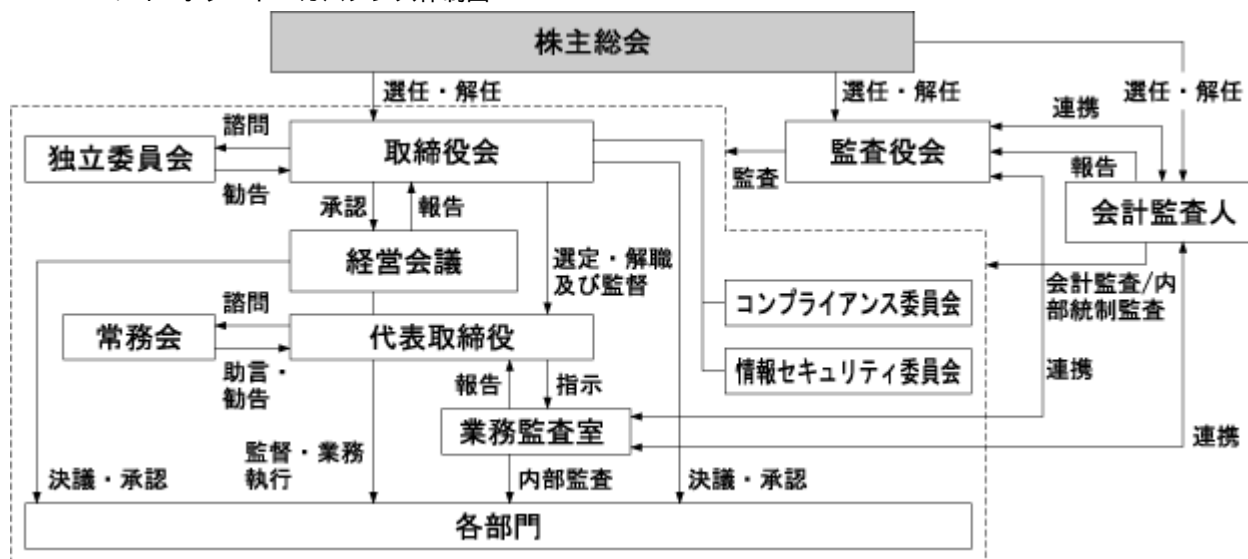 株主総会
選任・解任
選任・解任
選任・解任
独立委員会
諮問
勧告
取締役会
監査
監査役会
連携
報告
会計監査人
承認
報告
経営会議
選定・解職
及び監督
コンプライアンス委員会
会計監査/内
部統制監査
諮問
常務会
助言・
勧告
代表取締役
情報セキュリティ委員会
連携
報告
指示
業務監査室
連携
決議・承認
監督・業務
執行
内部監査
決議・承認
各部門